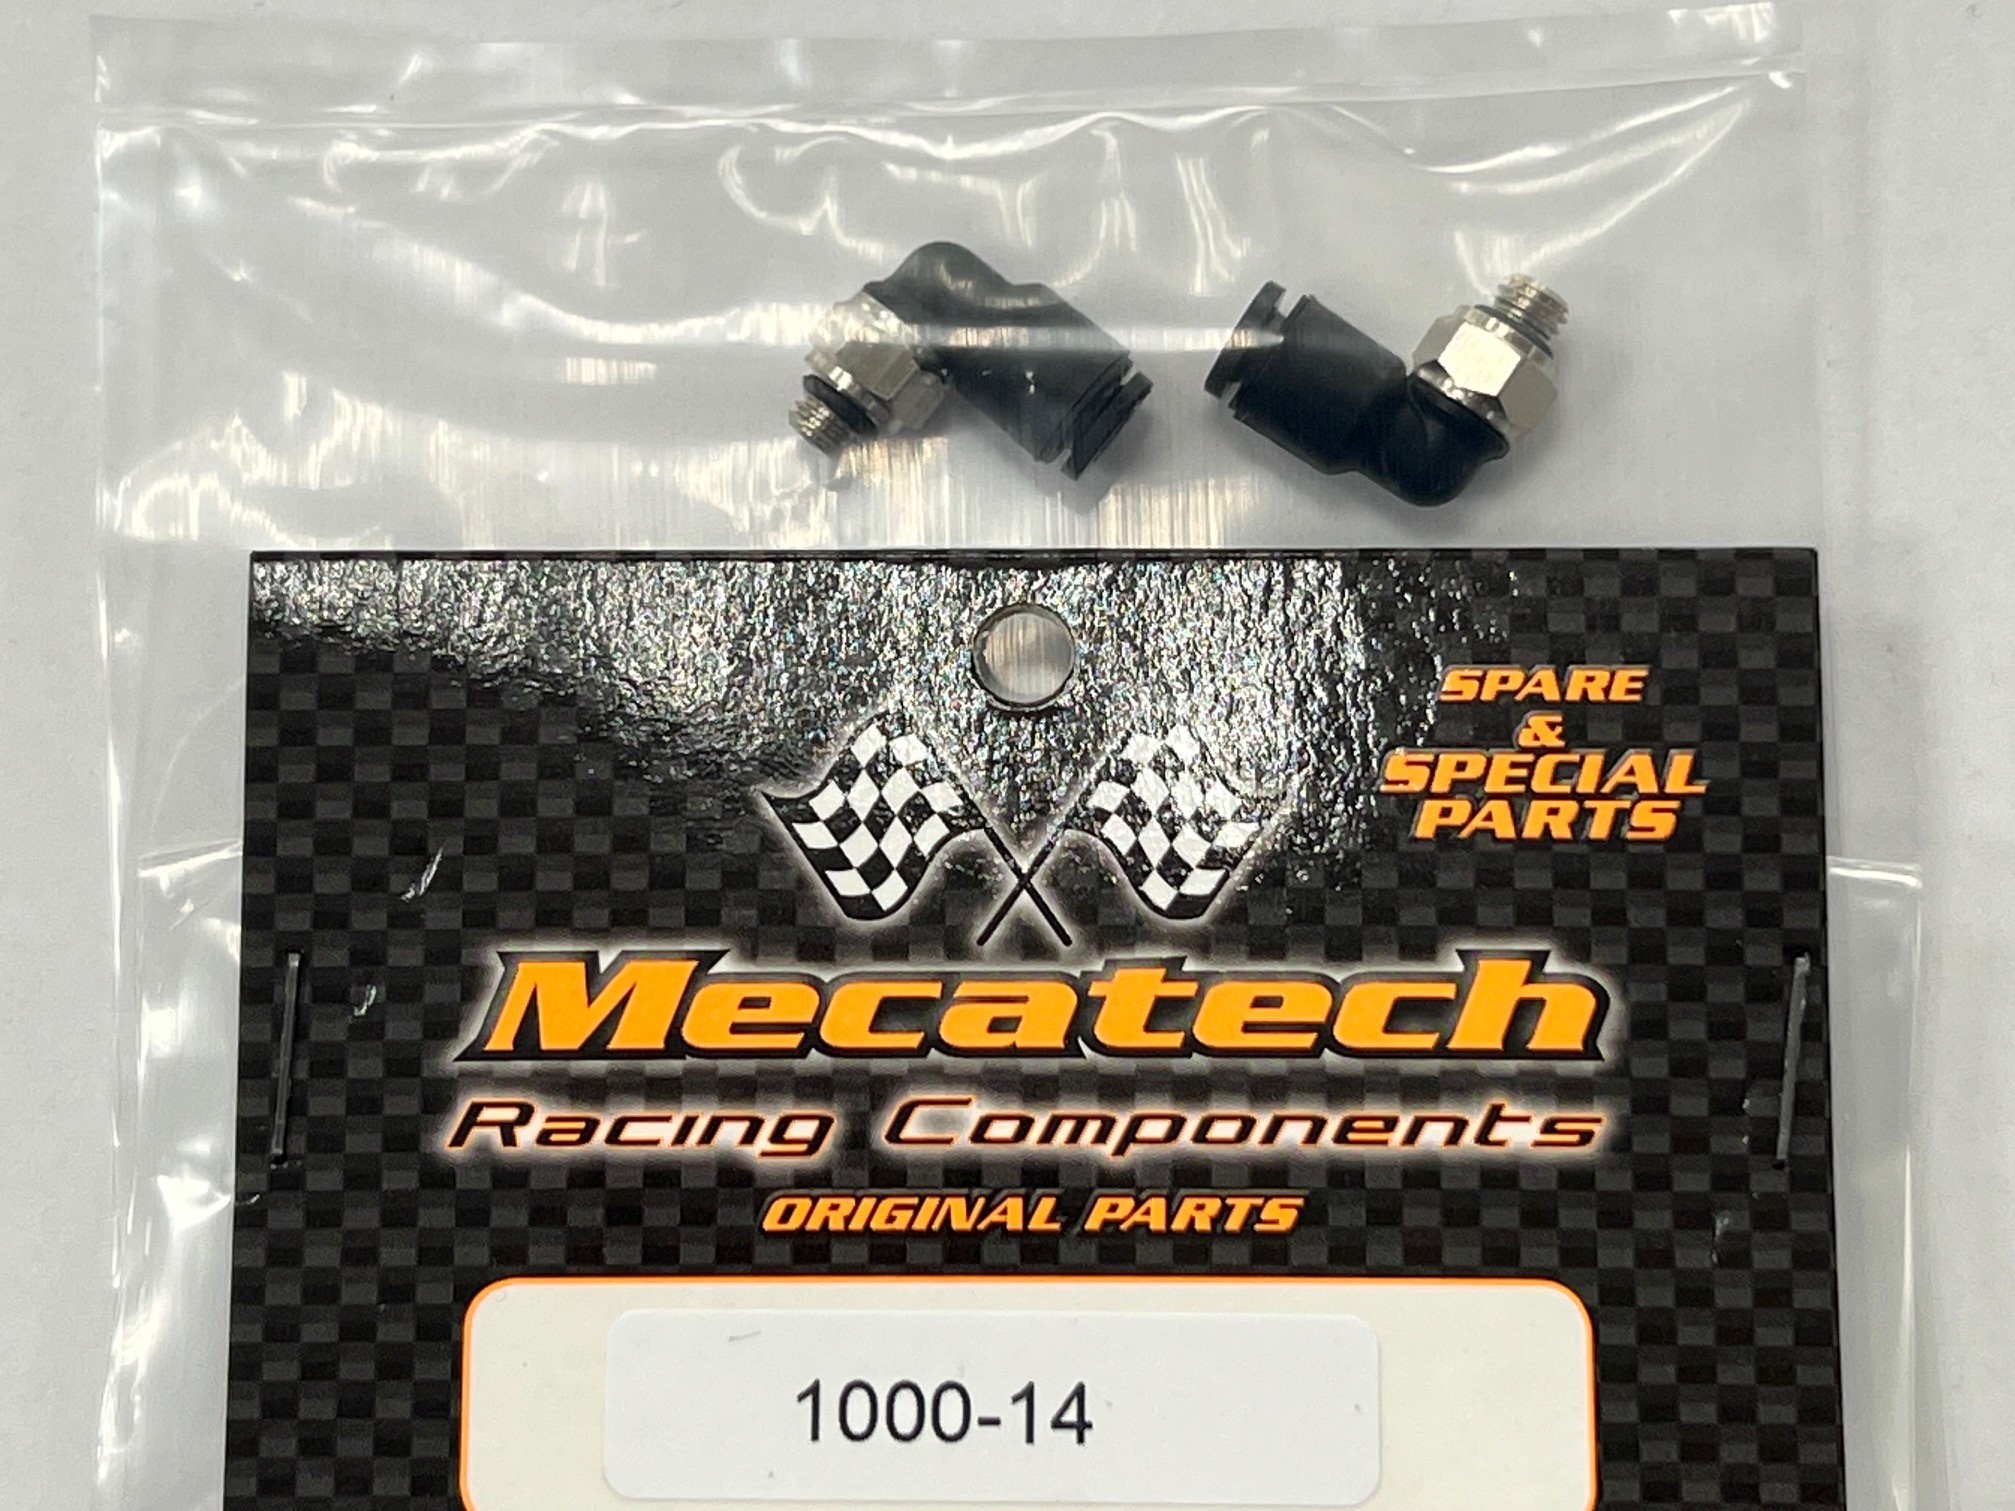 SPARE
&
SPECIAL
PARTS
Mecatech
Racing Components
ORIGINAL PARTS
1000-14